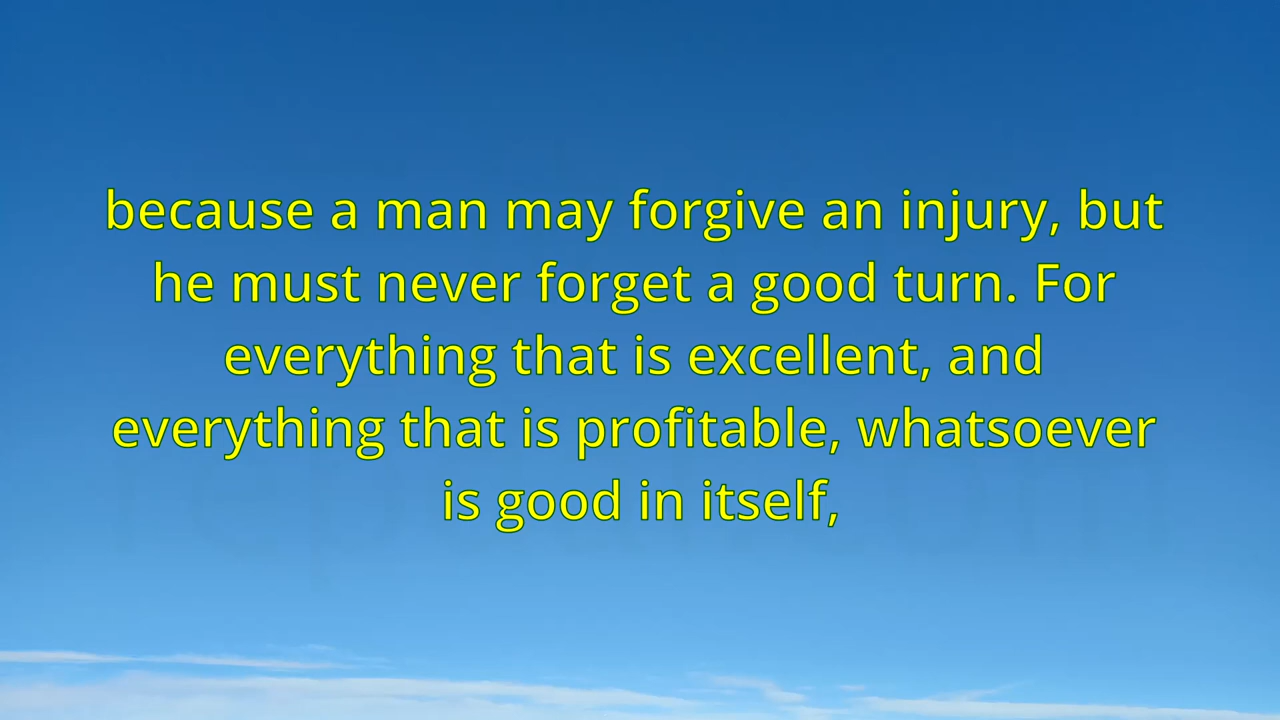 because a man may forgive an injury, but
he must never forget a good turn. For
everything that is excellent, and
everything that is profitable, whatsoever
is good in itself,